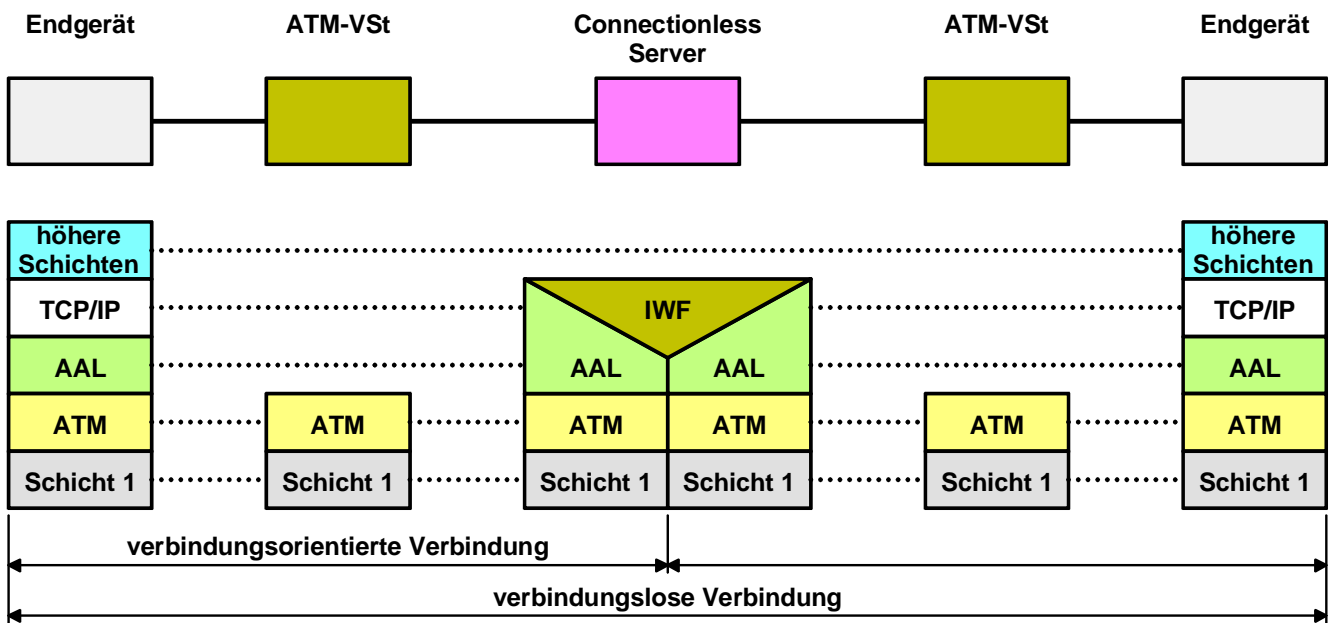 Endgerät ATM-VSt Connectionless Server ATM-VSt Endgerät
höhere Schichten höhere Schichten
TCP/IP IWF TCP/IP
AAL AAL AAL AAL
ATM ATM ATM ATM ATM ATM
Schicht 1 Schicht 1 Schicht 1 Schicht 1 Schicht 1 Schicht 1
verbindungsorientierte Verbindung
verbindungslose Verbindung